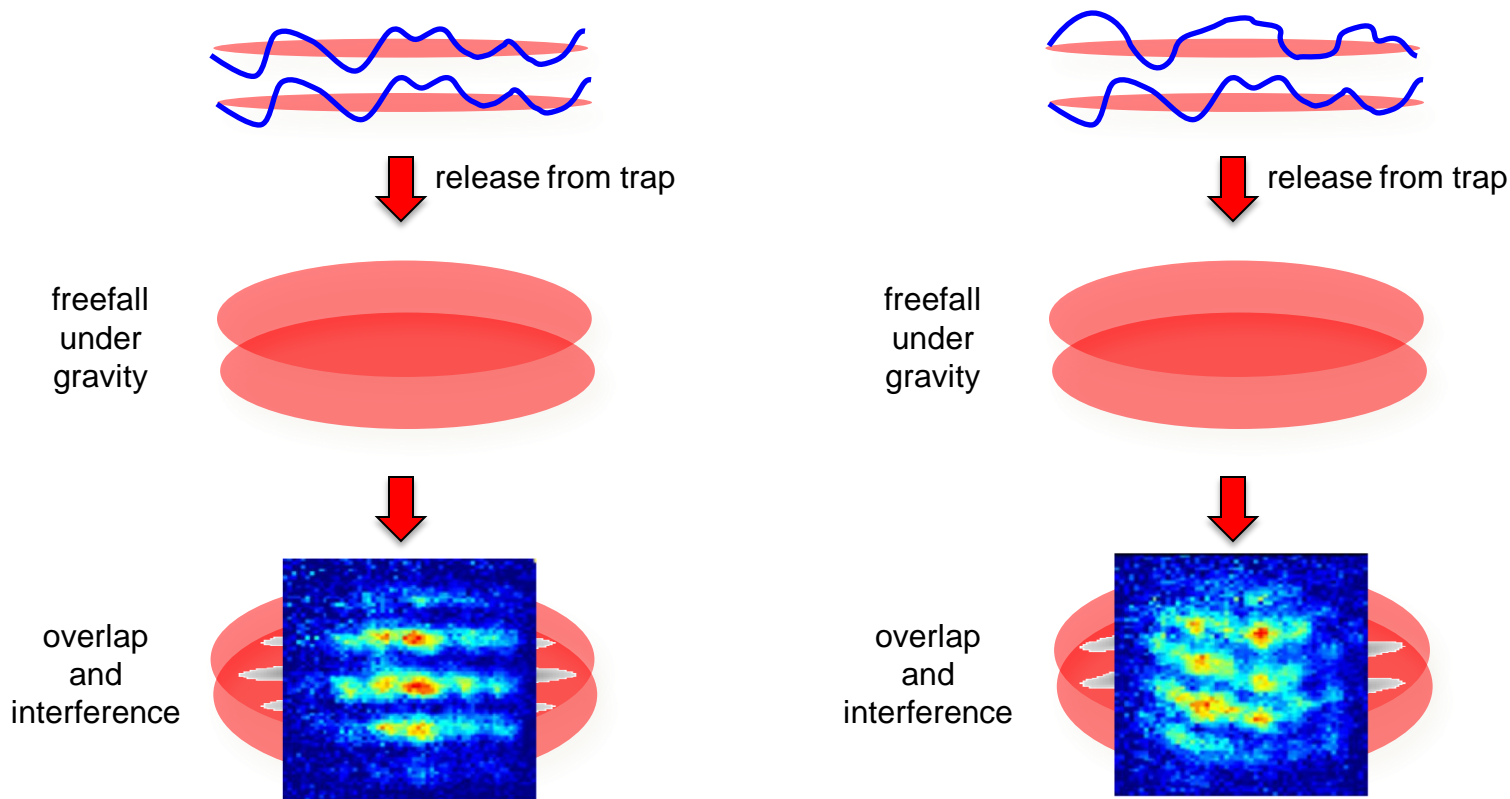 release from trap
release from trap
freefall
under
gravity
freefall
under
gravity
overlap
and
interference
overlap
and
interference